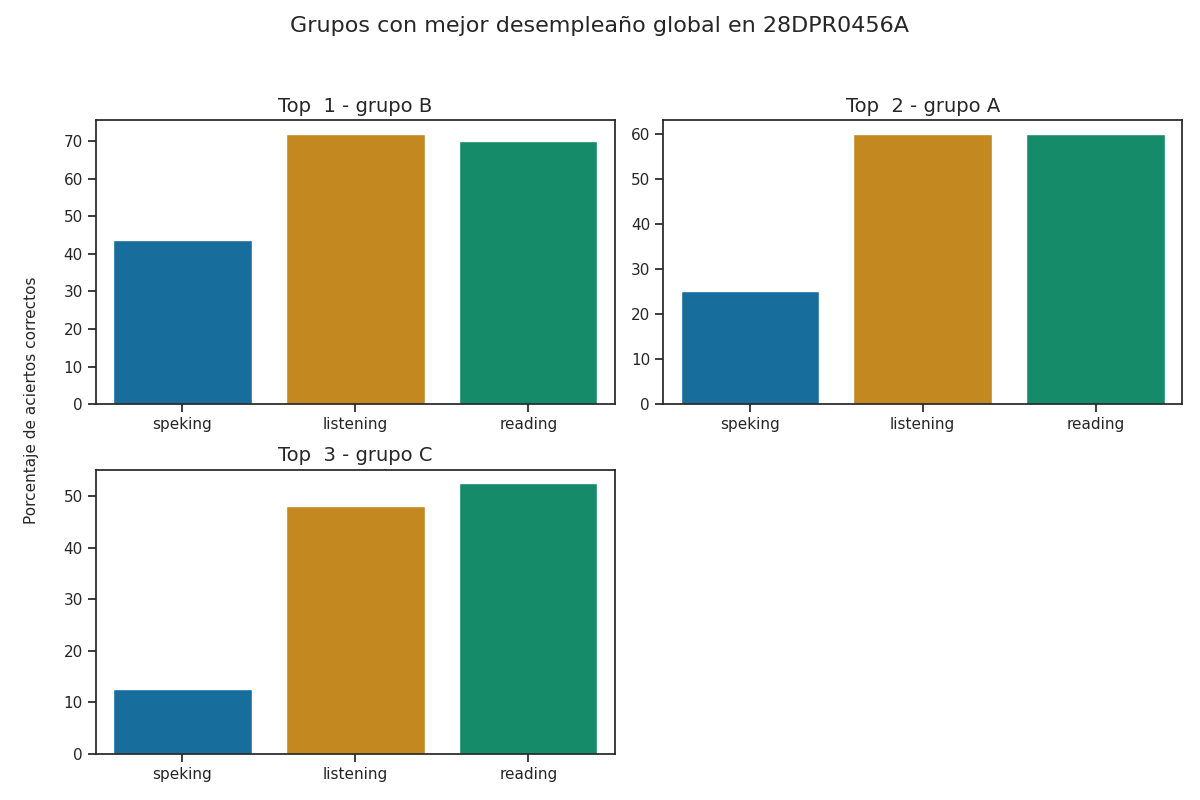 Grupos con mejor desempleaño global en 28DPR0456A
Porcentaje de aciertos correctos
Top  1 - grupo B
70
60
50
40
30
20
10
0
speking listening reading
Top  2 - grupo A
60
50
40
30
20
10
0
speking listening reading
Top  3 - grupo C
50
40
30
20
10
0
speking listening reading